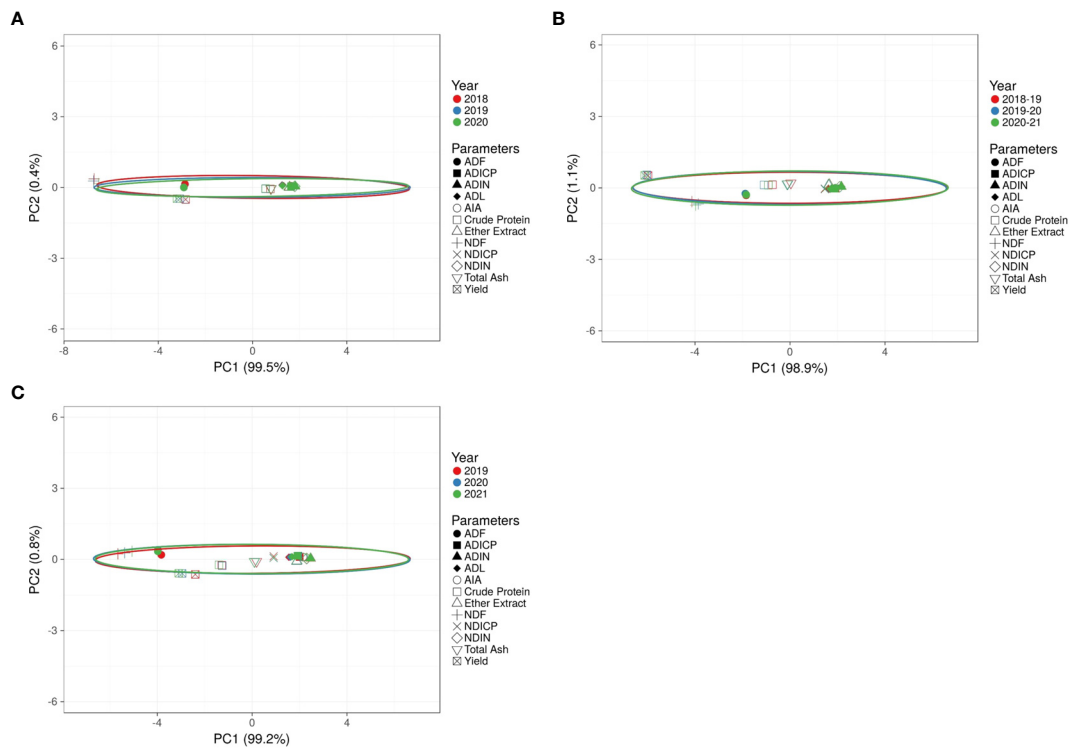 A
6
3
0
-3
-6
-8
-4
0
4
PC2 (0.4%)
PC1 (99.5%)
Year
2018
2019
2020
Parameters
ADF
ADICP
ADIN
ADL
AIA
Crude Protein
Ether Extract
NDF
NDICP
NDIN
Total Ash
Yield
B
6
3
0
-3
-6
-4
0
4
PC2 (1.1%)
PC1 (98.9%)
Year
2018-19
2019-20
2020-21
Parameters
ADF
ADICP
ADIN
ADL
AIA
Crude Protein
Ether Extract
NDF
NDICP
NDIN
Total Ash
Yield
C
6
3
0
-3
-6
-4
0
4
PC2 (0.8%)
PC1 (99.2%)
Year
2019
2020
2021
Parameters
ADF
ADICP
ADIN
ADL
AIA
Crude Protein
Ether Extract
NDF
NDICP
NDIN
Total Ash
Yield